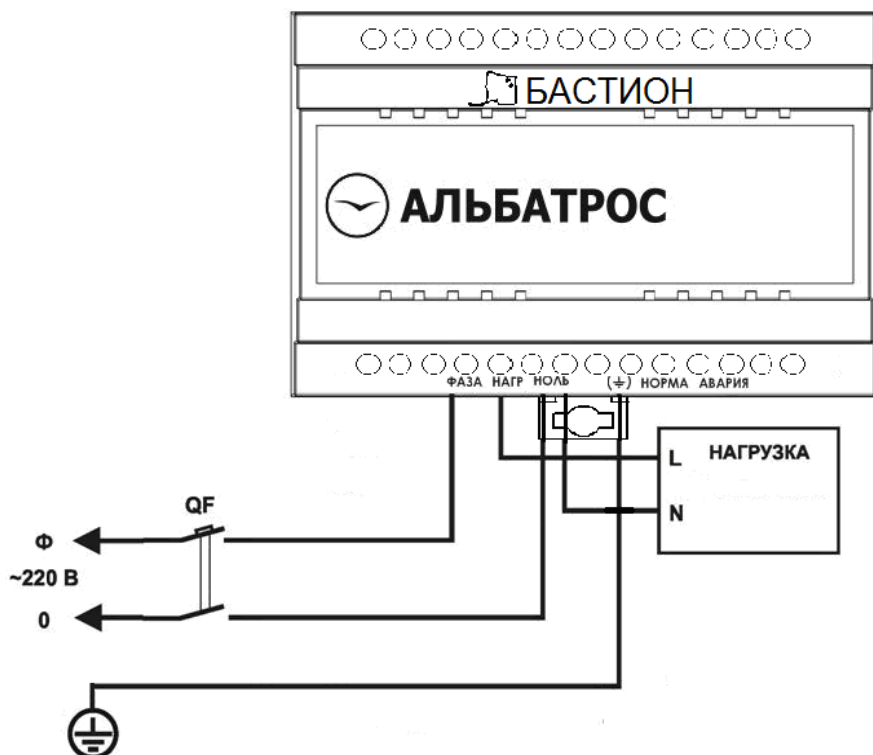 БАСТИОН
АЛЬБАТРОС
ФАЗА НАГР НОЛЬ (⏚) НОРМА АВАРИЯ
НАГРУЗКА
L
N
QF
Ф
~220 В
0